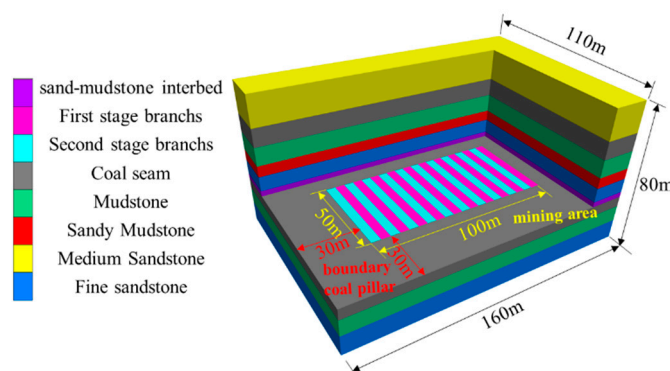 sand-mudstone interbed
First stage branchs
Second stage branchs
Coal seam
Mudstone
Sandy Mudstone
Medium Sandstone
Fine sandstone
110m
80m
50m
100m
mining area
30m
30m
boundary
coal pillar
160m